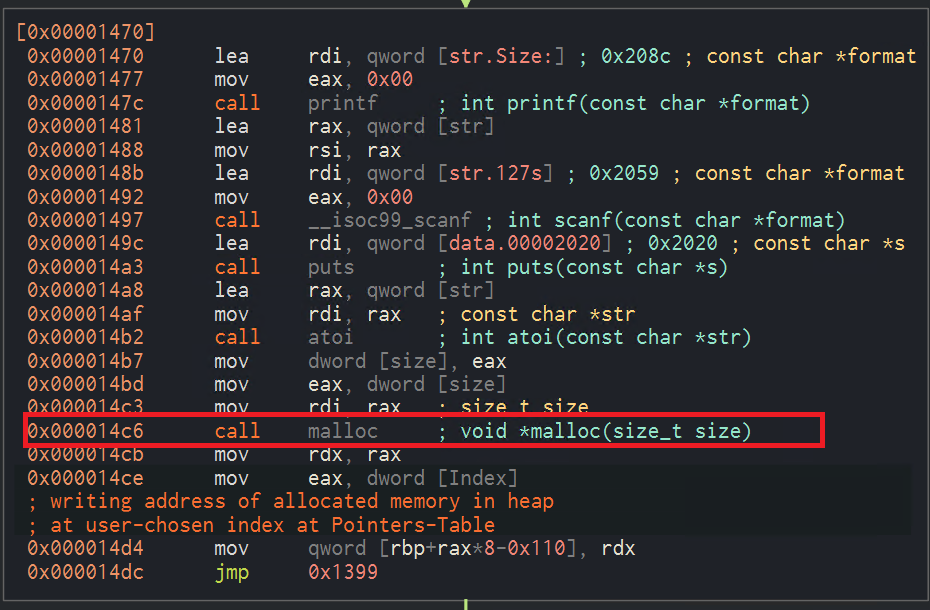 [0x00001470]
0x00001470 lea rdi, qword [str.Size:] ; 0x208c ; const char *format
0x00001477 mov eax, 0x00
0x0000147c call printf ; int printf(const char *format)
0x00001481 lea rax, qword [str]
0x00001488 mov rsi, rax
0x0000148b lea rdi, qword [str.127s] ; 0x2059 ; const char *format
0x00001492 mov eax, 0x00
0x00001497 call __isoc99_scanf ; int scanf(const char *format)
0x0000149c lea rdi, qword [data.00002020] ; 0x2020 ; const char *s
0x000014a3 call puts ; int puts(const char *s)
0x000014a8 lea rax, qword [str]
0x000014af mov rdi, rax ; const char *str
0x000014b2 call atoi ; int atoi(const char *str)
0x000014b7 mov dword [size], eax
0x000014bd mov eax, dword [size]
0x000014c3 mov rdi, rax ; size_t size
0x000014c6 call malloc ; void *malloc(size_t size)
0x000014cb mov rdx, rax
0x000014ce mov eax, dword [Index]
; writing address of allocated memory in heap
; at user-chosen index at Pointers-Table
0x000014d4 mov qword [rbp+rax*8-0x110], rdx
0x000014dc jmp 0x1399